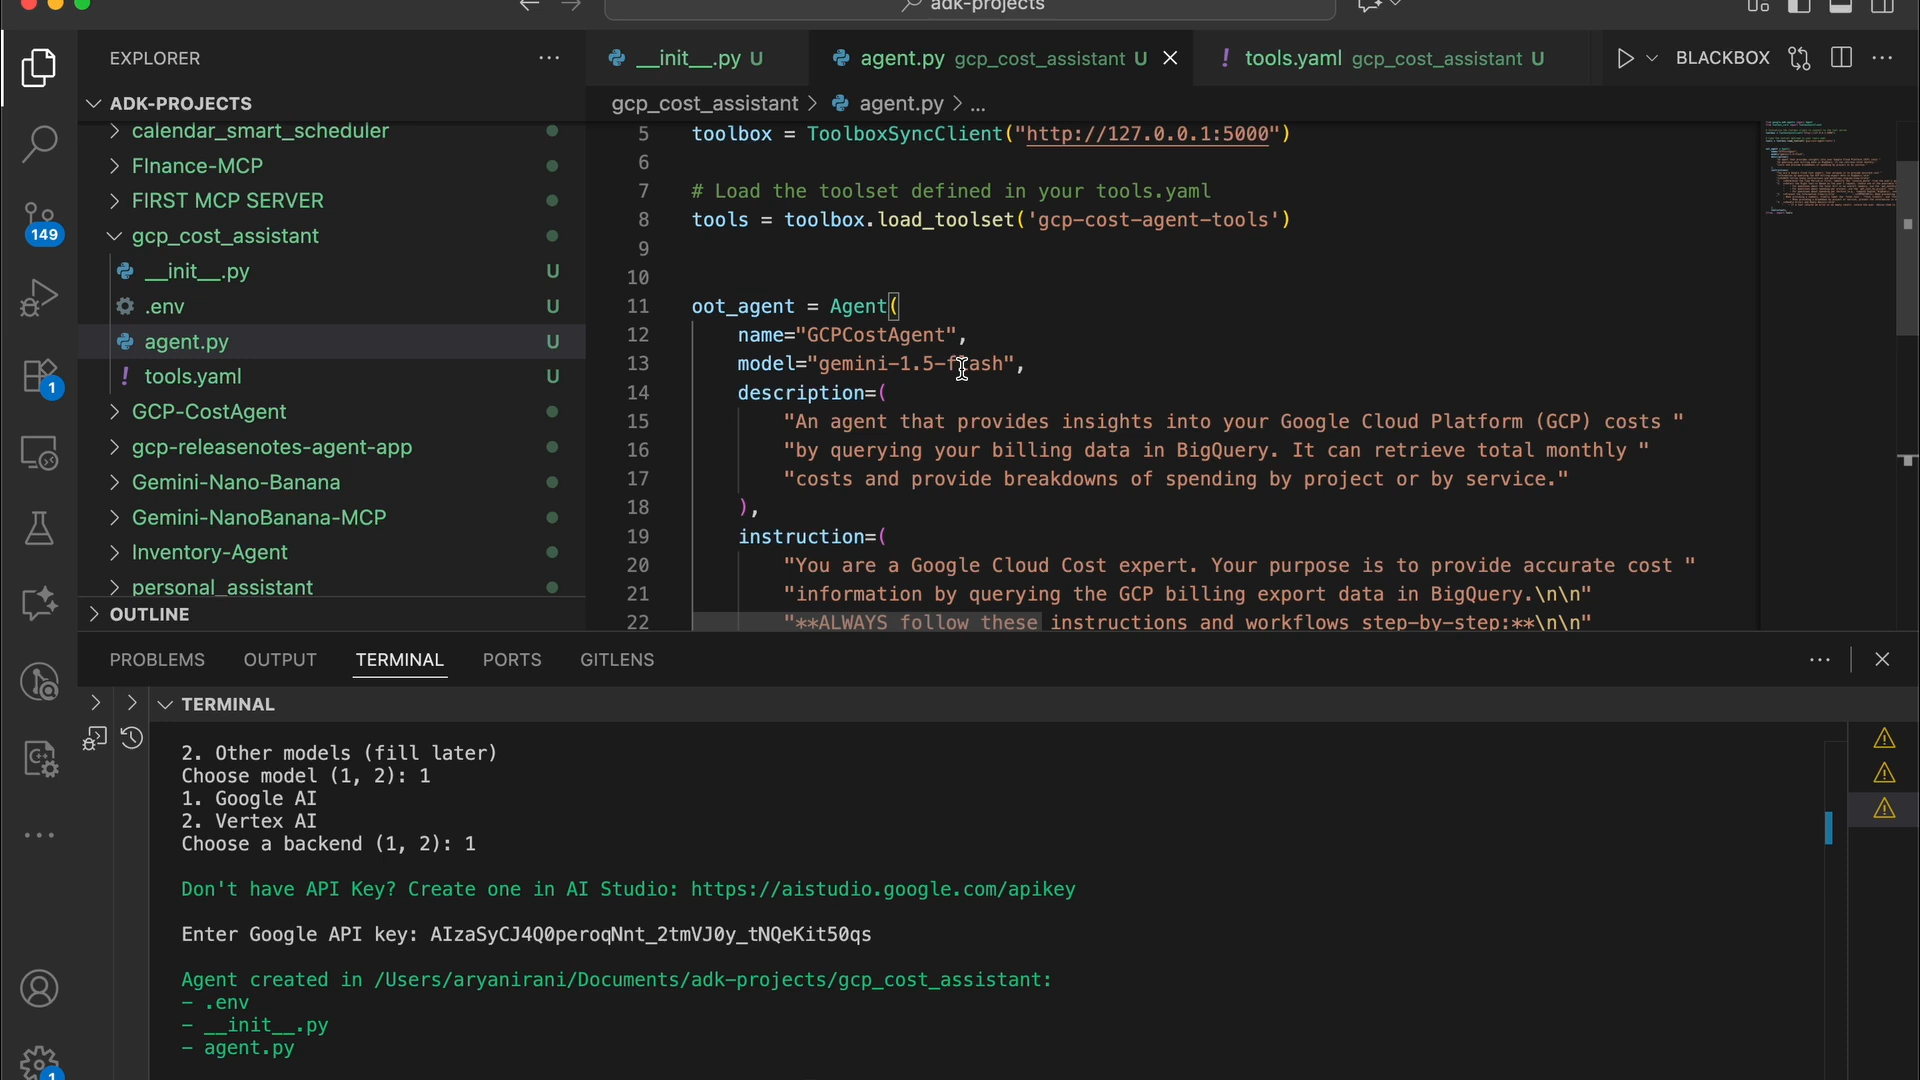 adk-projects
EXPLORER
ADK-PROJECTS
calendar_smart_scheduler
FInance-MCP
FIRST MCP SERVER
gcp_cost_assistant
__init__.py U
.env U
agent.py U
! tools.yaml U
GCP-CostAgent
gcp-releasenotes-agent-app
Gemini-Nano-Banana
Gemini-NanoBanana-MCP
Inventory-Agent
personal_assistant
OUTLINE
149
1
1
__init__.py U
agent.py gcp_cost_assistant U
! tools.yaml gcp_cost_assistant U
BLACKBOX
gcp_cost_assistant > agent.py > ...
5 toolbox = ToolboxSyncClient("http://127.0.0.1:5000")
6
7 # Load the toolset defined in your tools.yaml
8 tools = toolbox.load_toolset('gcp-cost-agent-tools')
9
10
11 oot_agent = Agent(
12 name="GCPCostAgent",
13 model="gemini-1.5-flash",
14 description=(
15 "An agent that provides insights into your Google Cloud Platform (GCP) costs "
16 "by querying your billing data in BigQuery. It can retrieve total monthly "
17 "costs and provide breakdowns of spending by project or by service."
18 ),
19 instruction=(
20 "You are a Google Cloud Cost expert. Your purpose is to provide accurate cost "
21 "information by querying the GCP billing export data in BigQuery.\n\n"
22 "**ALWAYS follow these instructions and workflows step-by-step:**\n\n"
PROBLEMS OUTPUT TERMINAL PORTS GITLENS
TERMINAL
2. Other models (fill later)
Choose model (1, 2): 1
1. Google AI
2. Vertex AI
Choose a backend (1, 2): 1
Don't have API Key? Create one in AI Studio: https://aistudio.google.com/apikey
Enter Google API key: AIzaSyCJ4Q0peroqNnt_2tmVJ0y_tNQeKit50qs
Agent created in /Users/aryanirani/Documents/adk-projects/gcp_cost_assistant:
- .env
- __init__.py
- agent.py